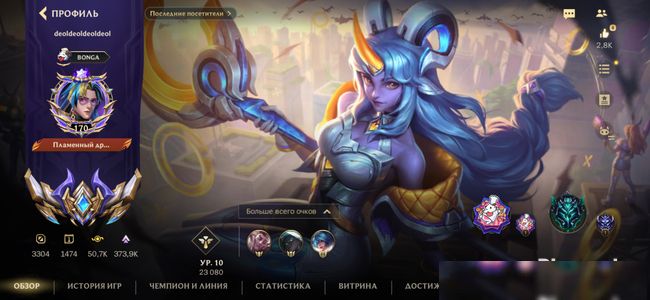 ПРОФИЛЬ
Последние посетители
deoldeoldeoldeol
BONGA
170
Пламенный др...
2,8K
Больше всего очков
3304
1474
50,7K
373,9K
УР. 10
23 080
ОБЗОР
ИСТОРИЯ ИГР
ЧЕМПИОН И ЛИНИЯ
СТАТИСТИКА
ВИТРИНА
ДОСТИЖ